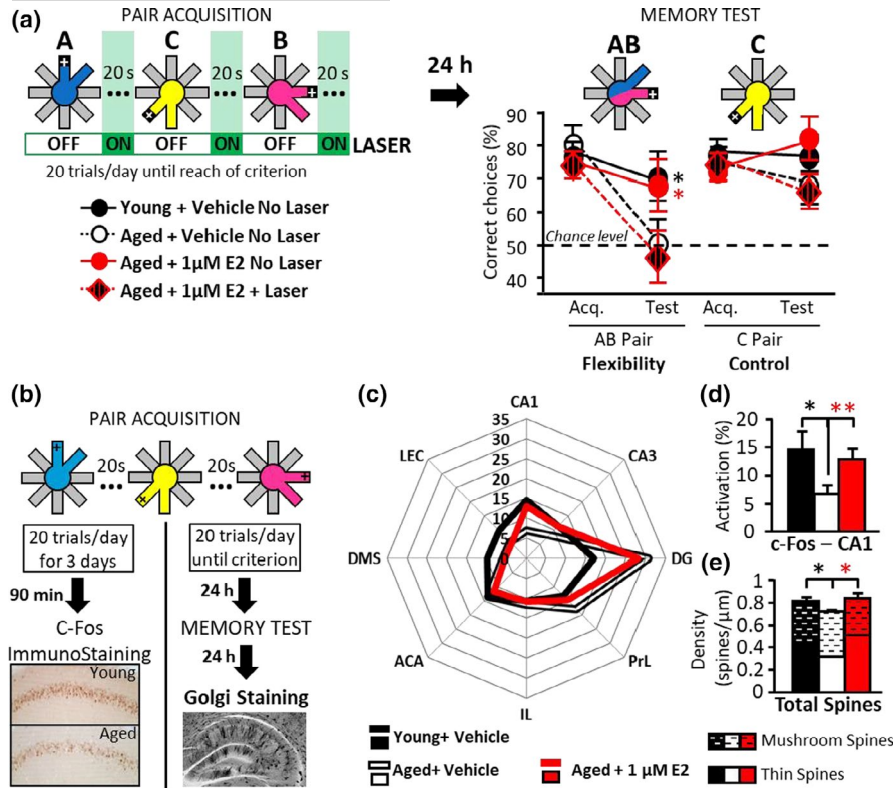 (a)
PAIR ACQUISITION
A
C
B
20 s
20 s
20 s
OFF
ON
OFF
ON
OFF
ON
LASER
20 trials/day until reach of criterion
Young + Vehicle No Laser
Aged + Vehicle No Laser
Aged + 1μM E2 No Laser
Aged + 1μM E2 + Laser
24 h
MEMORY TEST
AB
C
Correct choices (%)
100
90
80
70
60
50
40
Chance level
*
*
Acq.
Test
Acq.
Test
AB Pair
C Pair
Flexibility
Control
(b)
PAIR ACQUISITION
20s
20s
20 trials/day
for 3 days
20 trials/day
until criterion
90 min
24 h
C-Fos
ImmunoStaining
MEMORY TEST
24 h
Young
Aged
Golgi Staining
(c)
CA1
CA3
DG
PrL
IL
ACA
DMS
LEC
35
30
25
20
15
10
5
0
Young+ Vehicle
Aged+ Vehicle
Aged + 1 μM E2
(d)
Activation (%)
20
15
10
5
0
*
**
c-Fos – CA1
(e)
Density
(spines/μm)
1
0.8
0.6
0.4
0.2
0
*
*
Total Spines
Mushroom Spines
Thin Spines